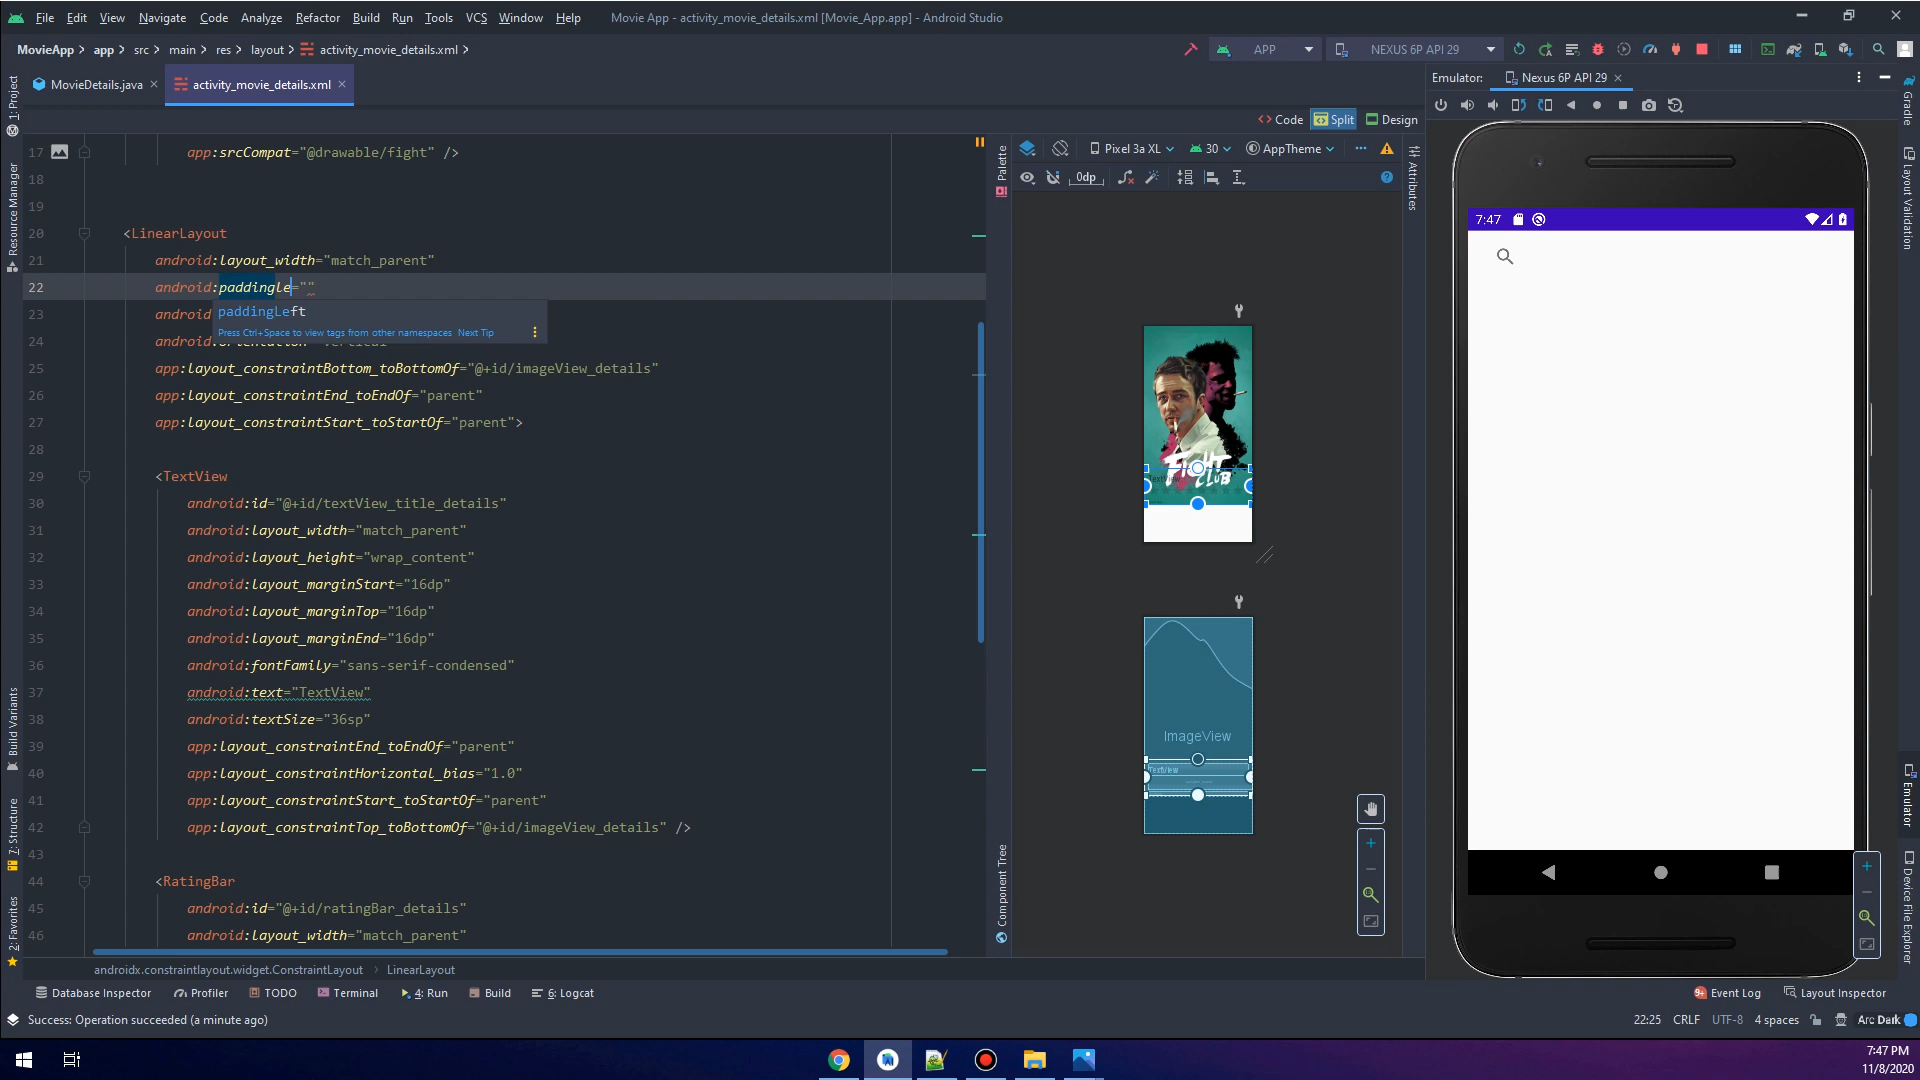 File Edit View Navigate Code Analyze Refactor Build Run Tools VCS Window Help Movie App - activity_movie_details.xml [Movie_App.app] - Android Studio
MovieApp app src main res layout activity_movie_details.xml APP NEXUS 6P API 29
MovieDetails.java activity_movie_details.xml
Emulator: Nexus 6P API 29
Code Split Design
1: Project
Resource Manager
Build Variants
7: Structure
2: Favorites
17 app:srcCompat="@drawable/fight" />
18
19
20 <LinearLayout
21 android:layout_width="match_parent"
22 android:paddingle=""
23 android
paddingLeft
Press Ctrl+Space to view tags from other namespaces Next Tip
24
25 app:layout_constraintBottom_toBottomOf="@+id/imageView_details"
26 app:layout_constraintEnd_toEndOf="parent"
27 app:layout_constraintStart_toStartOf="parent">
28
29 <TextView
30 android:id="@+id/textView_title_details"
31 android:layout_width="match_parent"
32 android:layout_height="wrap_content"
33 android:layout_marginStart="16dp"
34 android:layout_marginTop="16dp"
35 android:layout_marginEnd="16dp"
36 android:fontFamily="sans-serif-condensed"
37 android:text="TextView"
38 android:textSize="36sp"
39 app:layout_constraintEnd_toEndOf="parent"
40 app:layout_constraintHorizontal_bias="1.0"
41 app:layout_constraintStart_toStartOf="parent"
42 app:layout_constraintTop_toBottomOf="@+id/imageView_details" />
43
44 <RatingBar
45 android:id="@+id/ratingBar_details"
46 android:layout_width="match_parent"
androidx.constraintlayout.widget.ConstraintLayout LinearLayout
Palette
Component Tree
Pixel 3a XL 30 AppTheme
0dp
Attributes
FIGHT
CLUB
ImageView
TextView
7:47
Gradle
Layout Validation
Emulator
Device File Explorer
Database Inspector Profiler TODO Terminal 4: Run Build 6: Logcat 9+ Event Log Layout Inspector
Success: Operation succeeded (a minute ago) 22:25 CRLF UTF-8 4 spaces Arc Dark
7:47 PM
11/8/2020